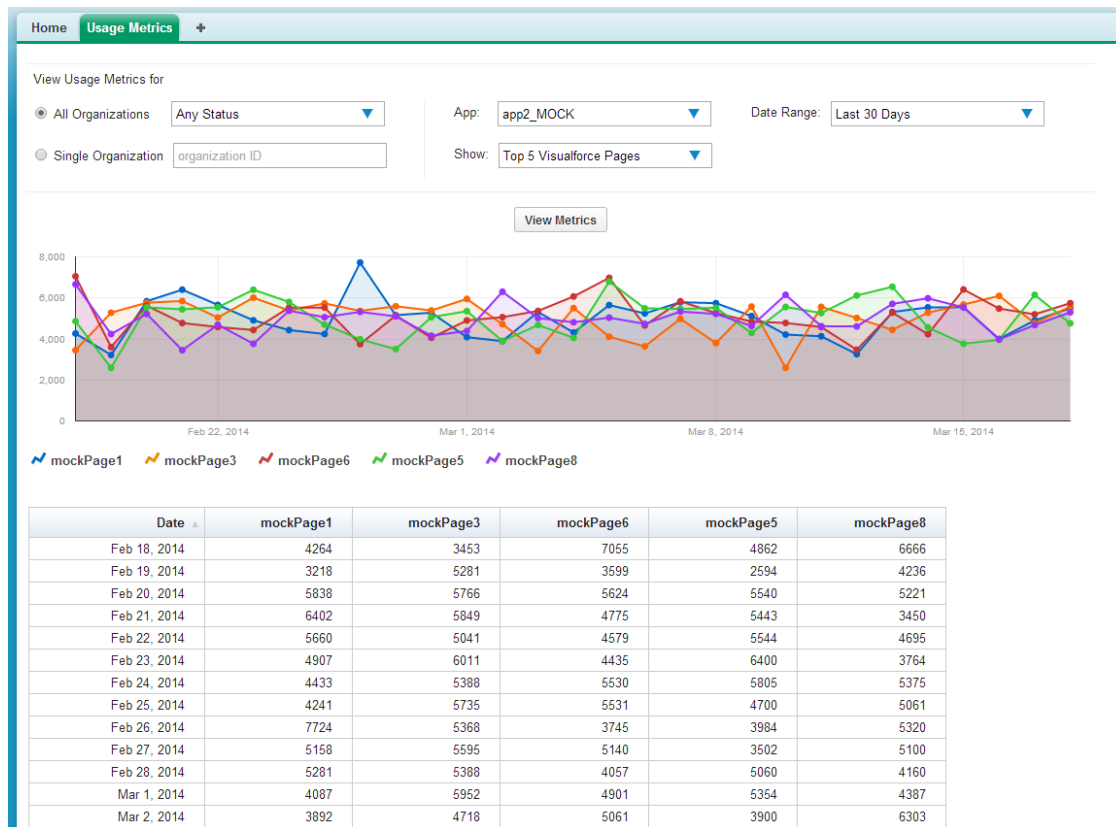 Home Usage Metrics +
View Usage Metrics for
All Organizations Any Status App: app2_MOCK Date Range: Last 30 Days
Single Organization organization ID Show: Top 5 Visualforce Pages
View Metrics
8,000
6,000
4,000
2,000
0
Feb 22, 2014 Mar 1, 2014 Mar 8, 2014 Mar 15, 2014
mockPage1 mockPage3 mockPage6 mockPage5 mockPage8
Date mockPage1 mockPage3 mockPage6 mockPage5 mockPage8
Feb 18, 2014 4264 3453 7055 4862 6666
Feb 19, 2014 3218 5281 3599 2594 4236
Feb 20, 2014 5838 5766 5624 5540 5221
Feb 21, 2014 6402 5849 4775 5443 3450
Feb 22, 2014 5660 5041 4579 5544 4695
Feb 23, 2014 4907 6011 4435 6400 3764
Feb 24, 2014 4433 5388 5530 5805 5375
Feb 25, 2014 4241 5735 5531 4700 5061
Feb 26, 2014 7724 5368 3745 3984 5320
Feb 27, 2014 5158 5595 5140 3502 5100
Feb 28, 2014 5281 5388 4057 5060 4160
Mar 1, 2014 4087 5952 4901 5354 4387
Mar 2, 2014 3892 4718 5061 3900 6303